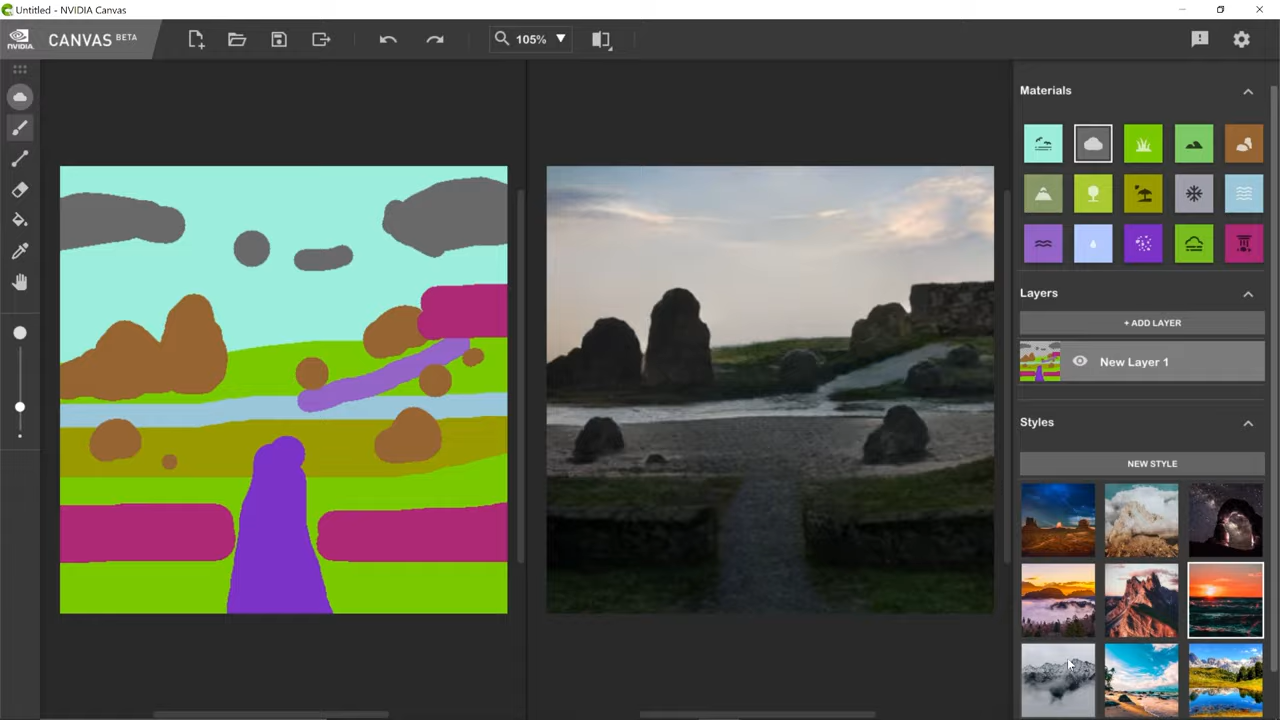 Untitled - NVIDIA Canvas
NVIDIA.
CANVAS BETA
105%
Materials
Layers
+ ADD LAYER
New Layer 1
Styles
NEW STYLE